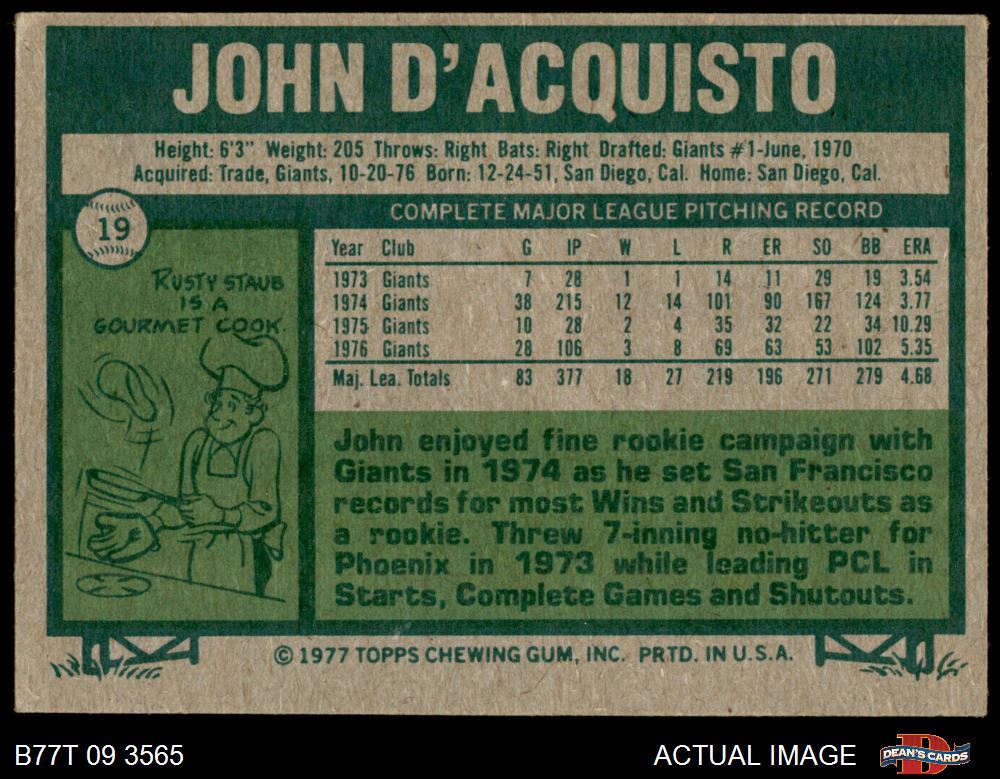 JOHN D'ACQUISTO
Height: 6'3" Weight: 205 Throws: Right Bats: Right Drafted: Giants #1-June, 1970
Acquired: Trade, Giants, 10-20-76 Born: 12-24-51, San Diego, Cal. Home: San Diego, Cal.
19
COMPLETE MAJOR LEAGUE PITCHING RECORD
Year Club G IP W L R ER SO BB ERA
1973 Giants 7 28 1 1 14 11 29 19 3.54
1974 Giants 38 215 12 14 101 90 167 124 3.77
1975 Giants 10 28 2 4 35 32 22 34 10.29
1976 Giants 28 106 3 8 69 63 53 102 5.35
Maj. Lea. Totals 83 377 18 27 219 196 271 279 4.68
RUSTY STAUB
IS A
GOURMET COOK.
John enjoyed fine rookie campaign with
Giants in 1974 as he set San Francisco
records for most Wins and Strikeouts as
a rookie. Threw 7-inning no-hitter for
Phoenix in 1973 while leading PCL in
Starts, Complete Games and Shutouts.
© 1977 TOPPS CHEWING GUM, INC. PRTD. IN U.S.A.
B77T 09 3565
ACTUAL IMAGE
DEAN'S CARDS